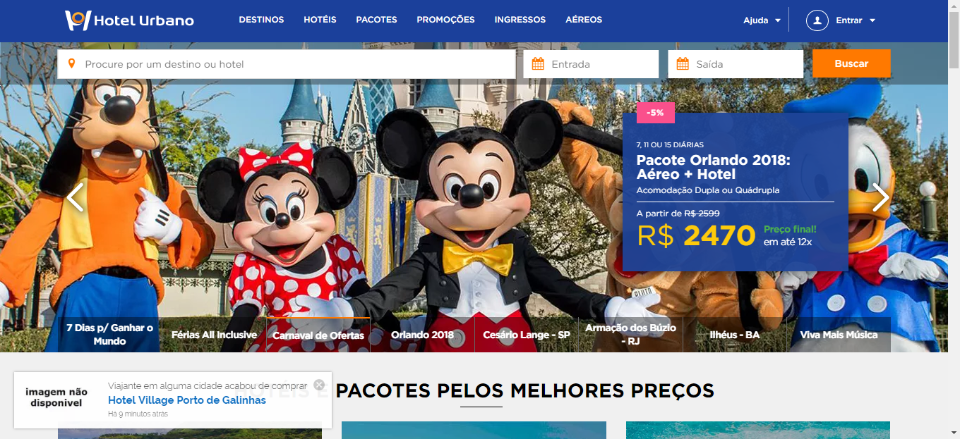 Hotel Urbano
DESTINOS HOTÉIS PACOTES PROMOÇÕES INGRESSOS AÉREOS
Ajuda Entrar
Procure por um destino ou hotel
Entrada
Saída
Buscar
-5%
7, 11 OU 15 DIÁRIAS
Pacote Orlando 2018:
Aéreo + Hotel
Acomodação Dupla ou Quádrupla
A partir de R$ 2599
R$ 2470
Preço final!
em até 12x
7 Dias p/ Ganhar o
Mundo
Férias All Inclusive
Carnaval de Ofertas
Orlando 2018
Cesário Lange - SP
Armação dos Búzio
- RJ
Ilhéus - BA
Viva Mais Música
E PACOTES PELOS MELHORES PREÇOS
imagem não
disponível
Viajante em alguma cidade acabou de comprar
Hotel Village Porto de Galinhas
Há 9 minutos atrás